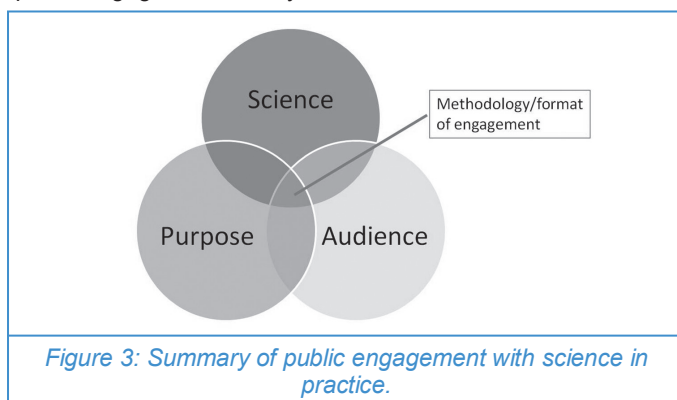 Science
Methodology/format
of engagement
Purpose
Audience
Figure 3: Summary of public engagement with science in
practice.